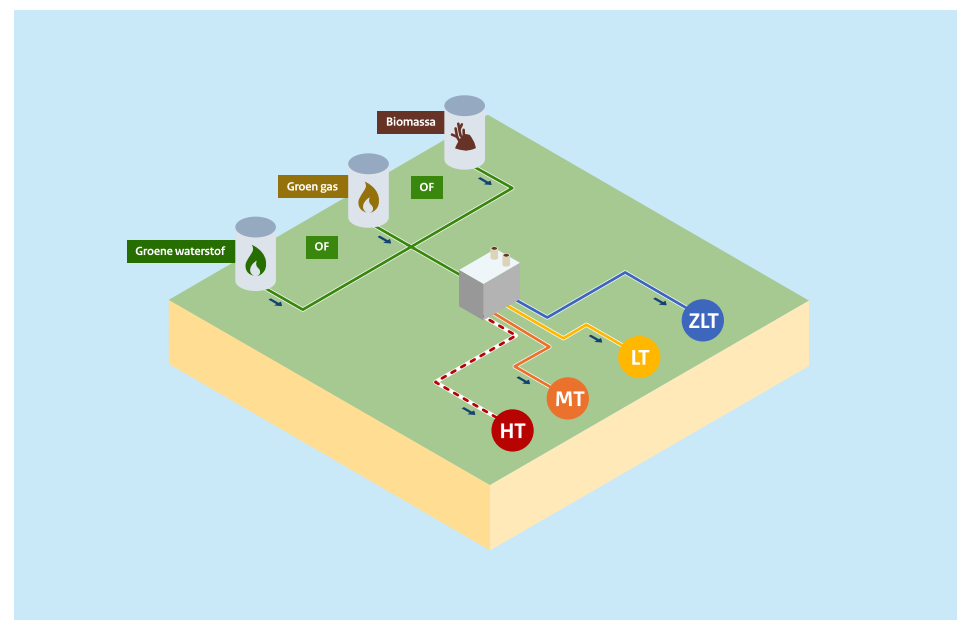 Biomassa
Groen gas
OF
Groene waterstof
OF
ZLT
LT
MT
HT